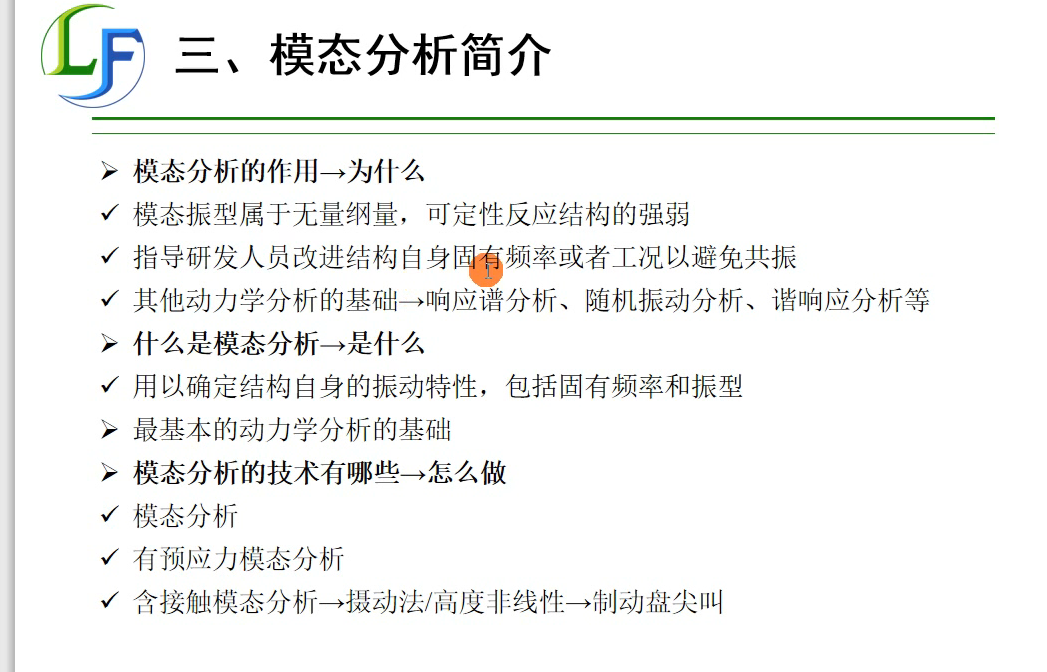 LF
三、模态分析简介
➢ 模态分析的作用→为什么
✓ 模态振型属于无量纲量，可定性反应结构的强弱
✓ 指导研发人员改进结构自身固有频率或者工况以避免共振
✓ 其他动力学分析的基础→响应谱分析、随机振动分析、谐响应分析等
➢ 什么是模态分析→是什么
✓ 用以确定结构自身的振动特性，包括固有频率和振型
➢ 最基本的动力学分析的基础
➢ 模态分析的技术有哪些→怎么做
✓ 模态分析
✓ 有预应力模态分析
✓ 含接触模态分析→摄动法/高度非线性→制动盘尖叫